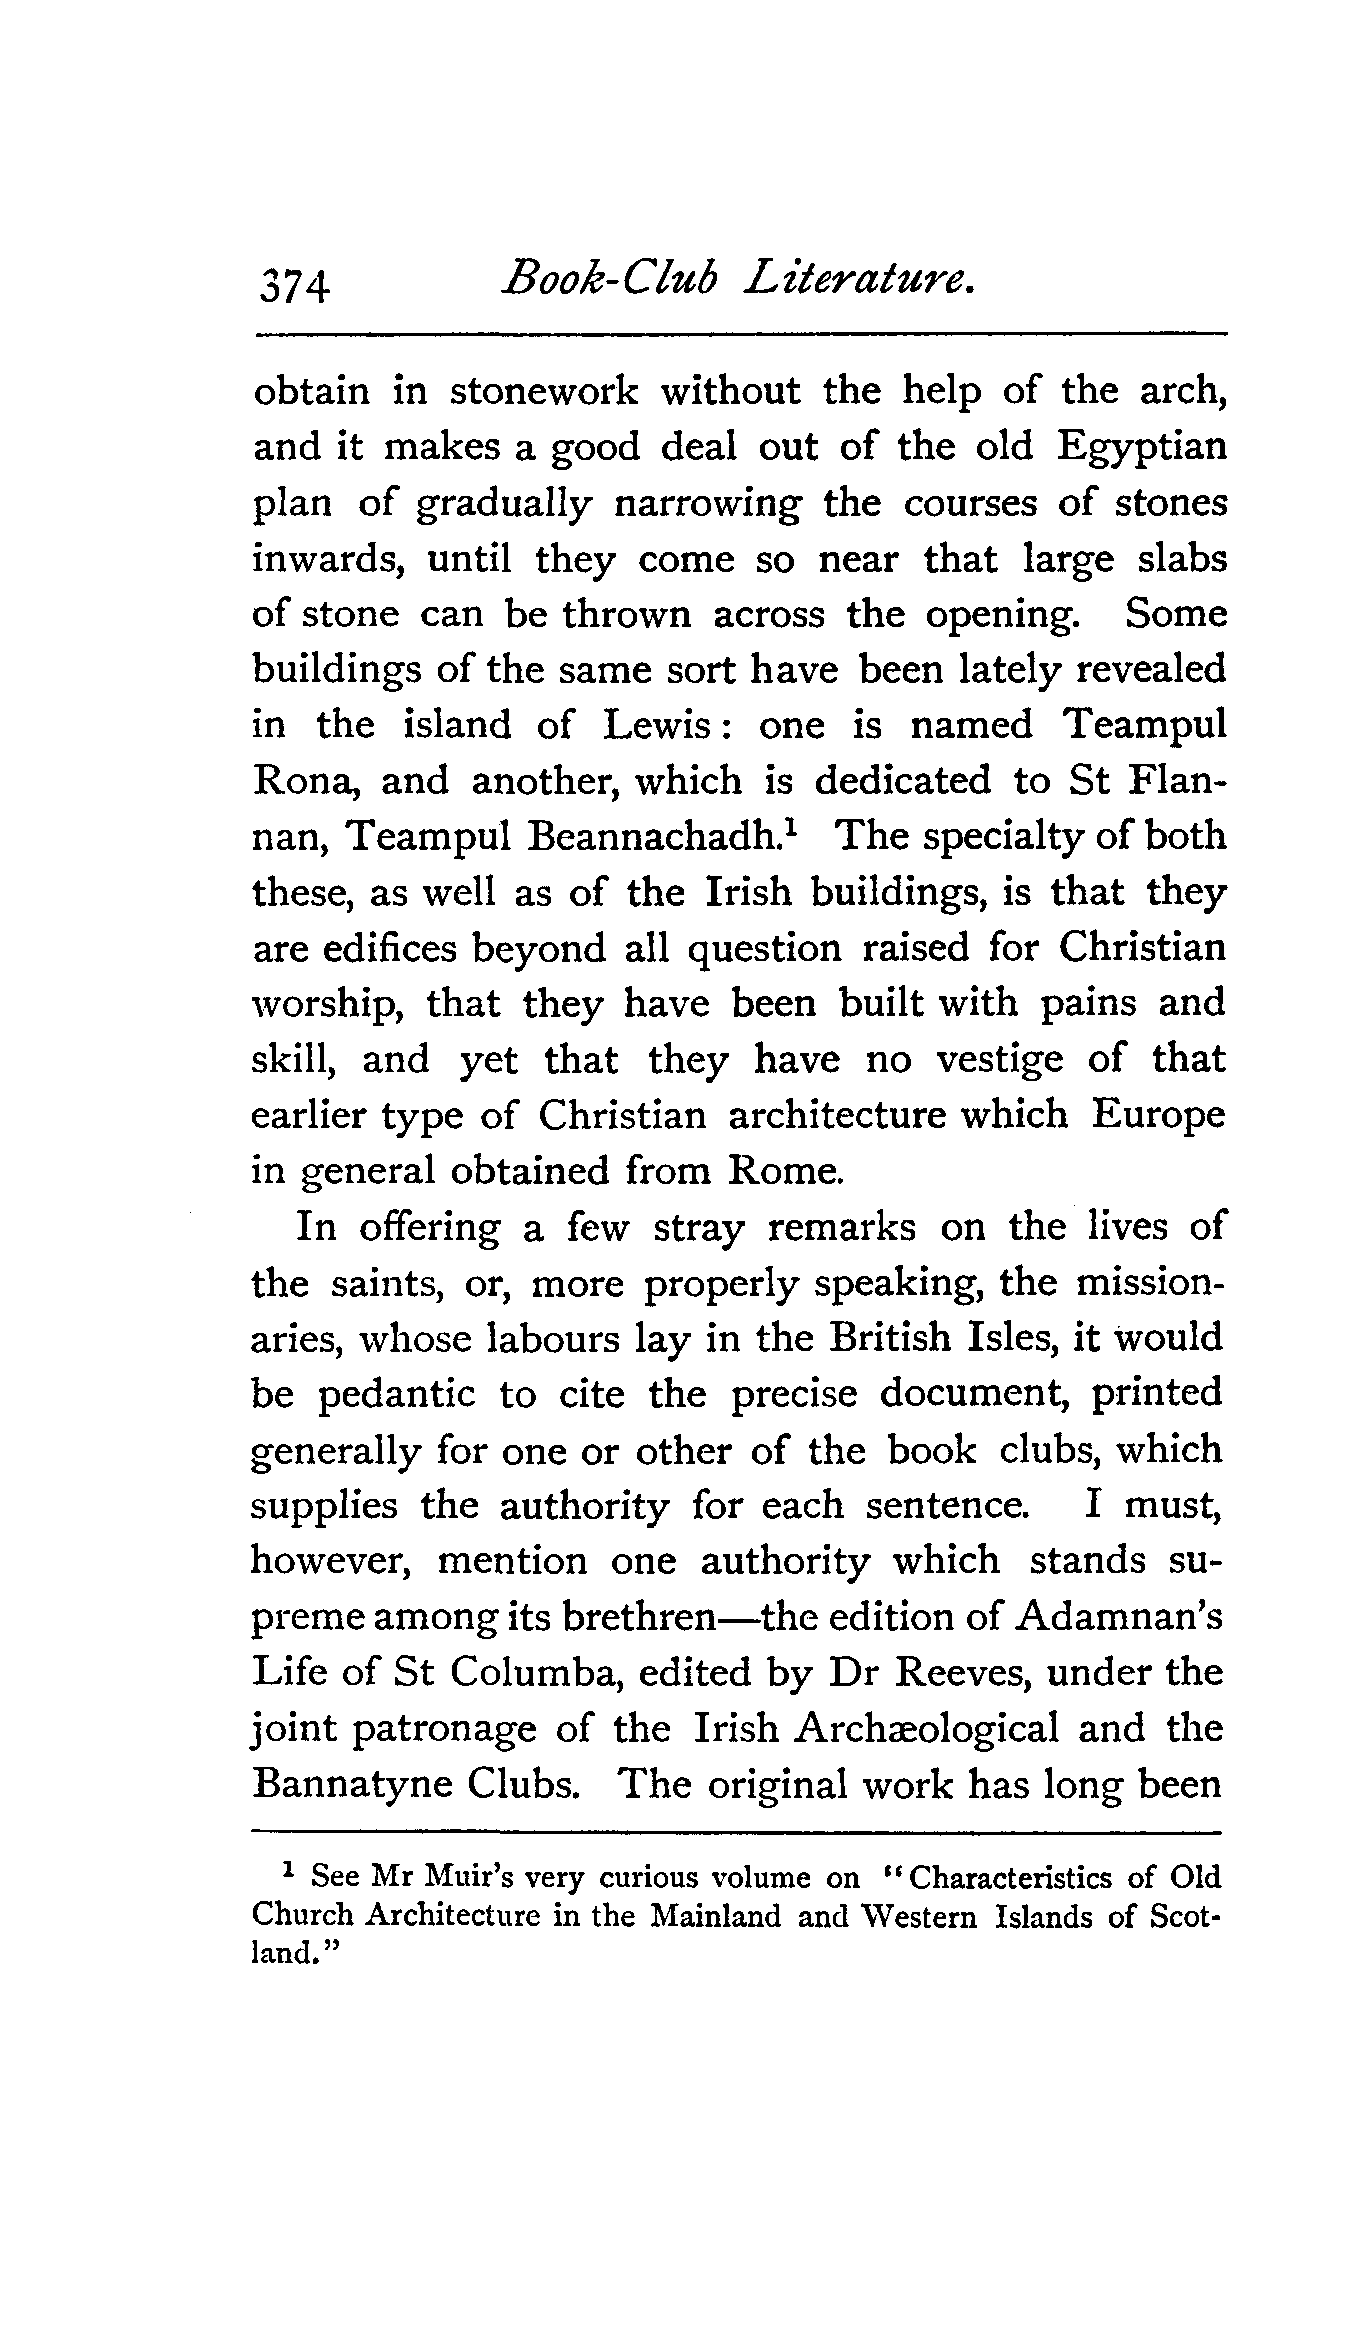 374 Book-Club Literature.
obtain in stonework without the help of the arch,
and it makes a good deal out of the old Egyptian
plan of gradually narrowing the courses of stones
inwards, until they come so near that large slabs
of stone can be thrown across the opening. Some
buildings of the same sort have been lately revealed
in the island of Lewis: one is named Teampul
Rona, and another, which is dedicated to St Flan-
nan, Teampul Beannachadh.¹ The specialty of both
these, as well as of the Irish buildings, is that they
are edifices beyond all question raised for Christian
worship, that they have been built with pains and
skill, and yet that they have no vestige of that
earlier type of Christian architecture which Europe
in general obtained from Rome.
In offering a few stray remarks on the lives of
the saints, or, more properly speaking, the mission-
aries, whose labours lay in the British Isles, it would
be pedantic to cite the precise document, printed
generally for one or other of the book clubs, which
supplies the authority for each sentence. I must,
however, mention one authority which stands su-
preme among its brethren—the edition of Adamnan's
Life of St Columba, edited by Dr Reeves, under the
joint patronage of the Irish Archæological and the
Bannatyne Clubs. The original work has long been
¹ See Mr Muir's very curious volume on "Characteristics of Old
Church Architecture in the Mainland and Western Islands of Scot-
land."